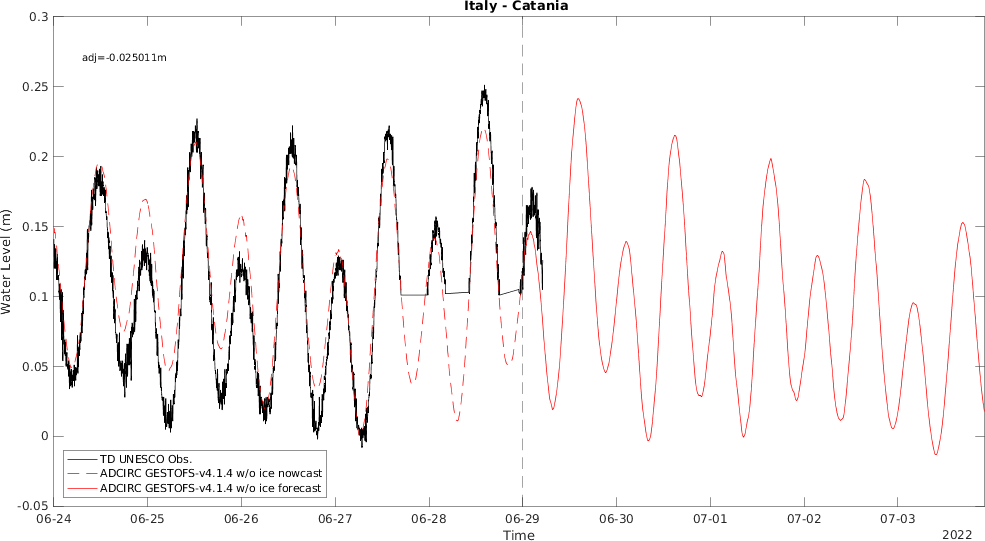 Italy - Catania
0.3
adj=-0.025011m
0.25
0.2
0.15
0.1
0.05
0
-0.05
Water Level (m)
TD UNESCO Obs.
ADCIRC GESTOFS-v4.1.4 w/o ice nowcast
ADCIRC GESTOFS-v4.1.4 w/o ice forecast
06-24 06-25 06-26 06-27 06-28 06-29 06-30 07-01 07-02 07-03
Time
2022